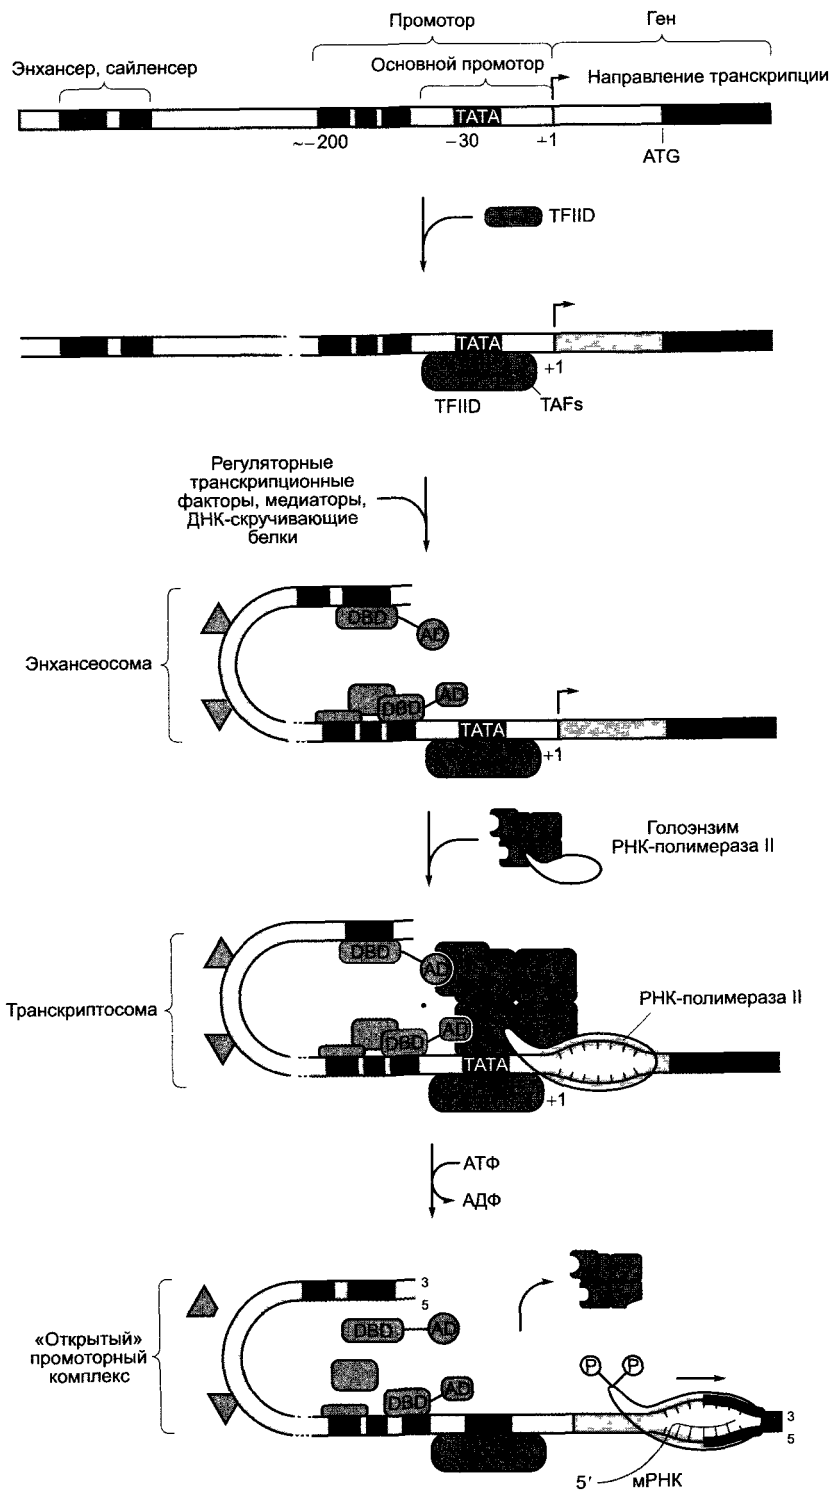 Промотор
Ген
Энхансер, сайленсер
Основной промотор
Направление транскрипции
TATA
~−200
−30
+1
ATG
TFIID
TATA
+1
TFIID
TAFs
Регуляторные
транскрипционные
факторы, медиаторы,
ДНК-скручивающие
белки
DBD
AD
Энхансеосома
AD
DBD
TATA
+1
Голоэнзим
РНК-полимераза II
DBD
AD
РНК-полимераза II
Транскриптосома
AD
DBD
TATA
+1
АТФ
АДФ
3
5
«Открытый»
промоторный
комплекс
DBD
AD
P
P
AD
DBD
3
5
5′
мРНК